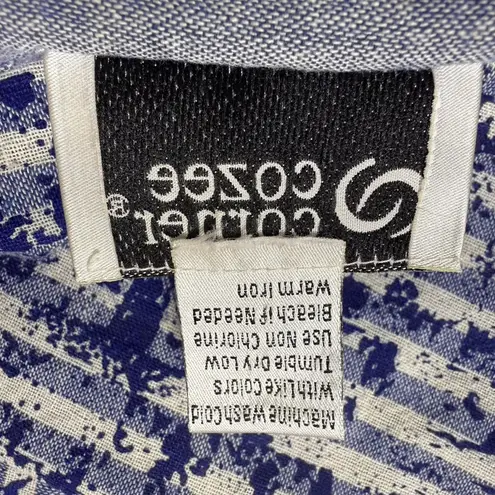 cozee
corner®
Machine Wash Cold
With Like Colors
Tumble Dry Low
Use Non Chlorine
Bleach if Needed
Warm Iron